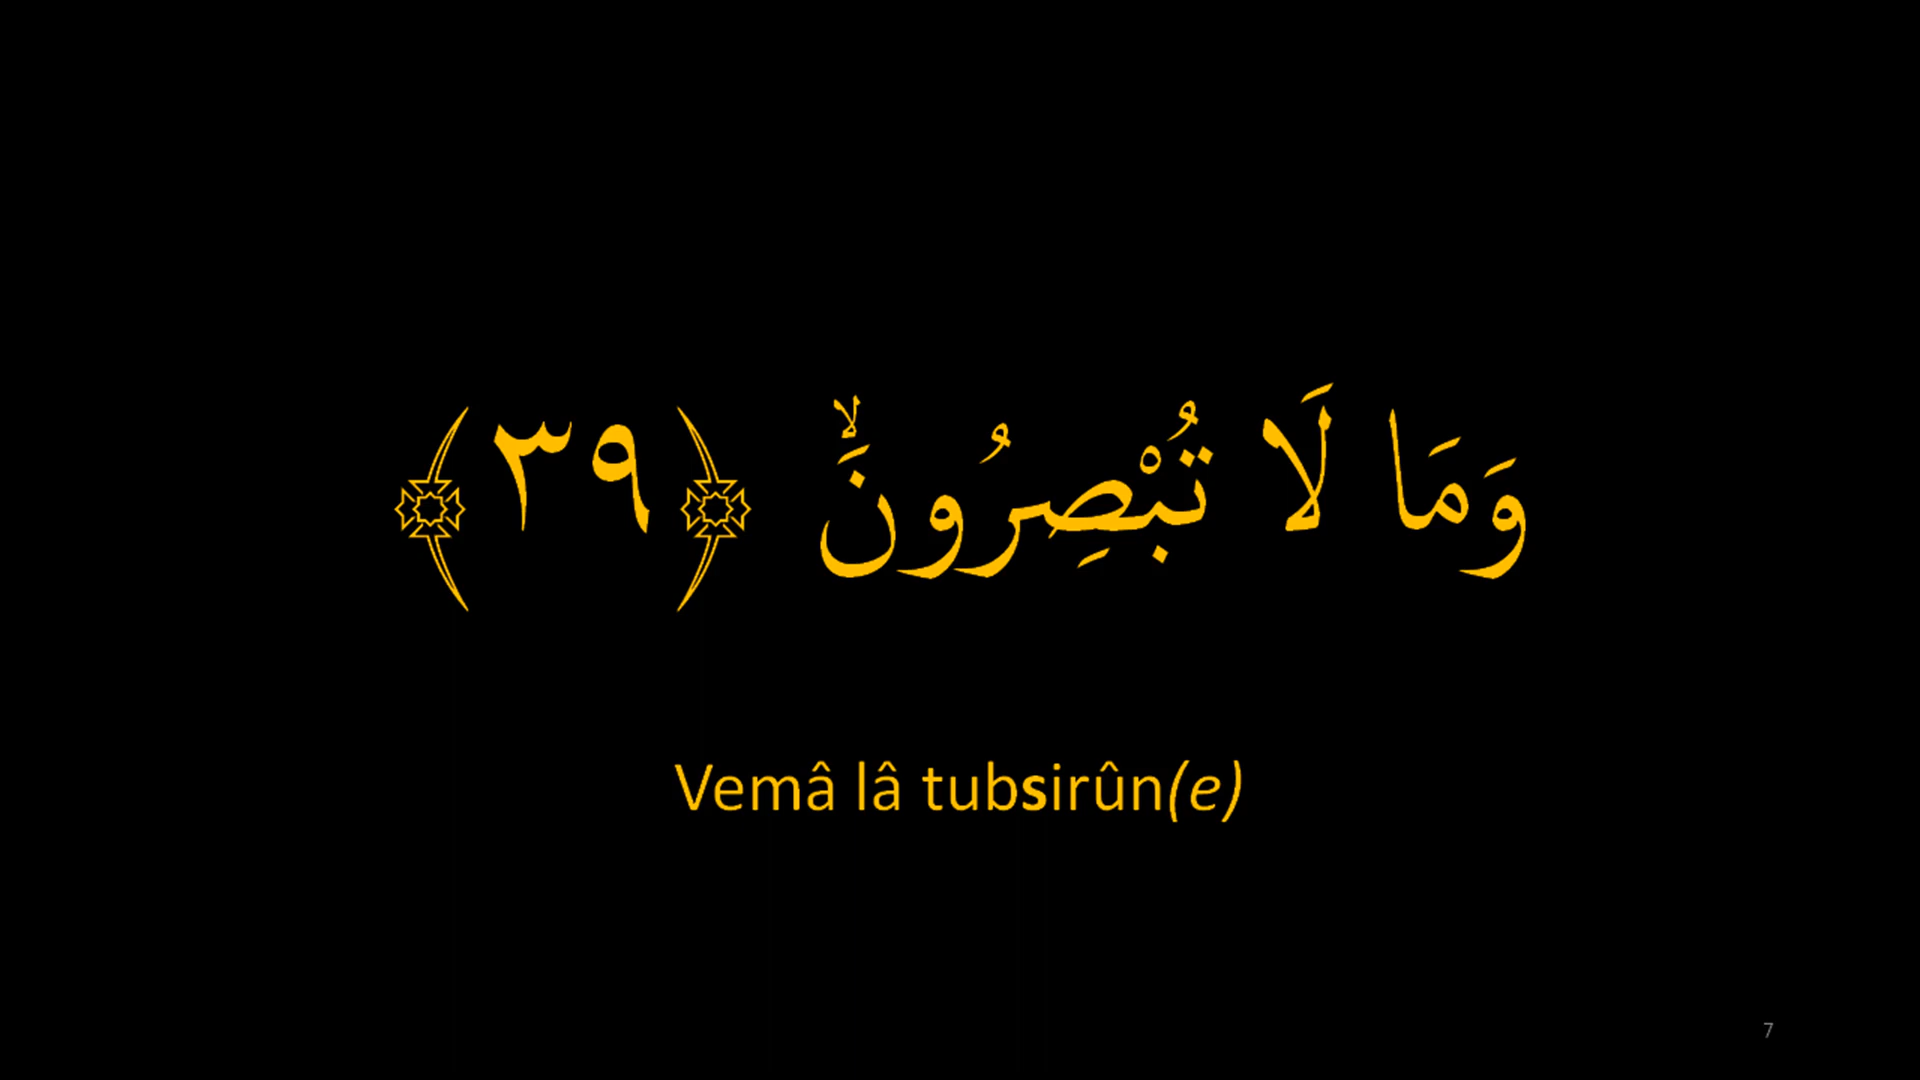 وَمَا لَا تُبْصِرُونَۙ ﴿٣٩﴾
Vemâ lâ tubsirûn(e)
7